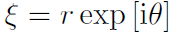 ξ = r exp [iθ]